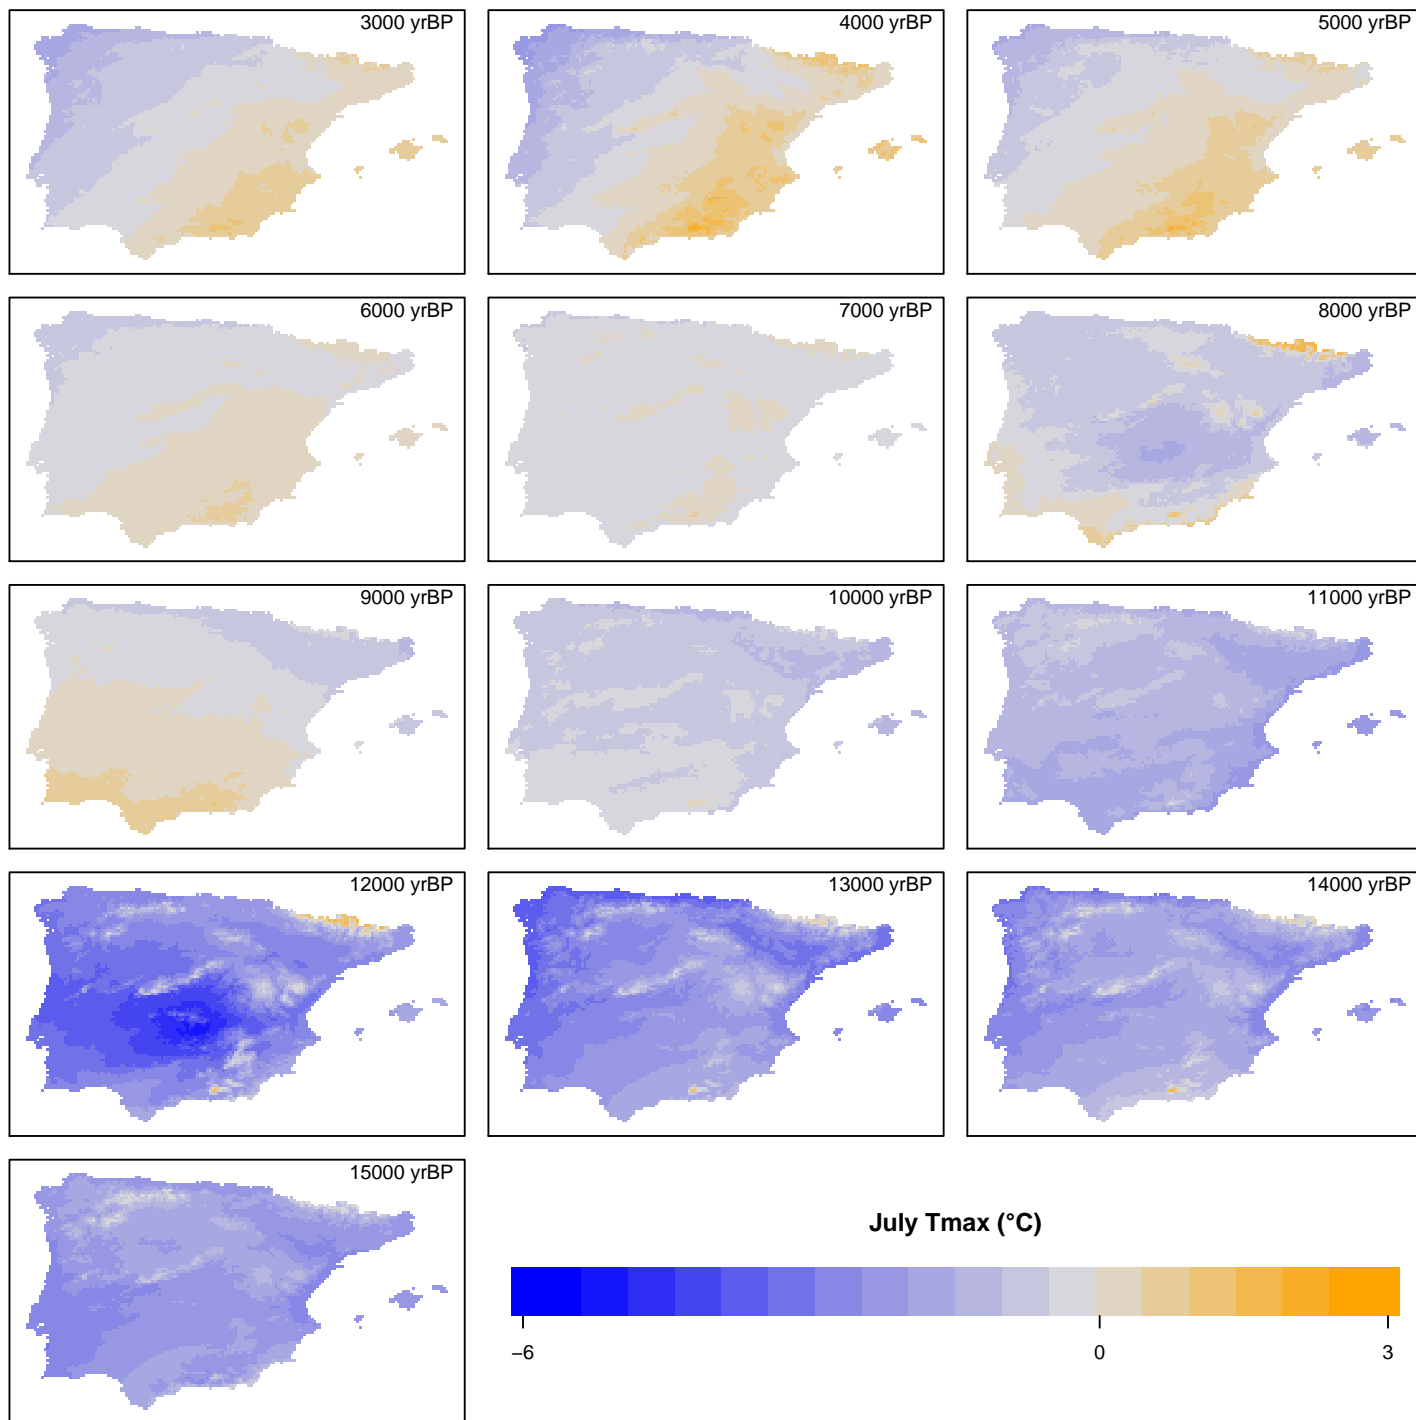 3000 yrBP
4000 yrBP
5000 yrBP
6000 yrBP
7000 yrBP
8000 yrBP
9000 yrBP
10000 yrBP
11000 yrBP
12000 yrBP
13000 yrBP
14000 yrBP
15000 yrBP
July Tmax (°C)
−6 0 3